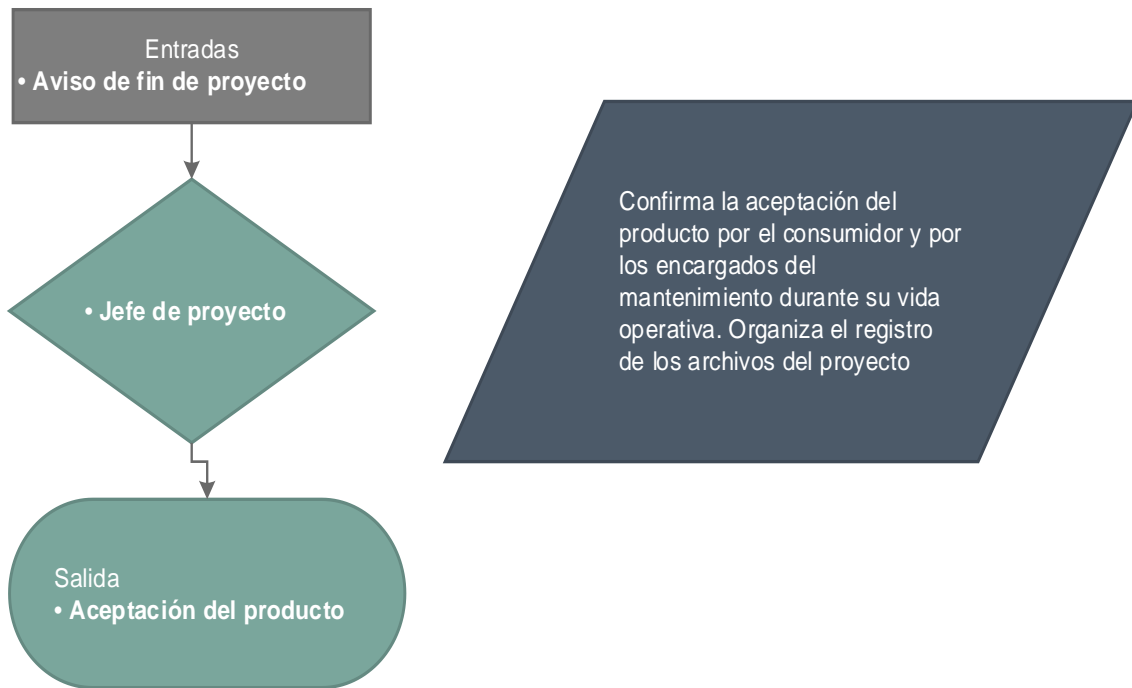 Entradas
• Aviso de fin de proyecto
• Jefe de proyecto
Salida
• Aceptación del producto
Confirma la aceptación del
producto por el consumidor y por
los encargados del
mantenimiento durante su vida
operativa. Organiza el registro
de los archivos del proyecto